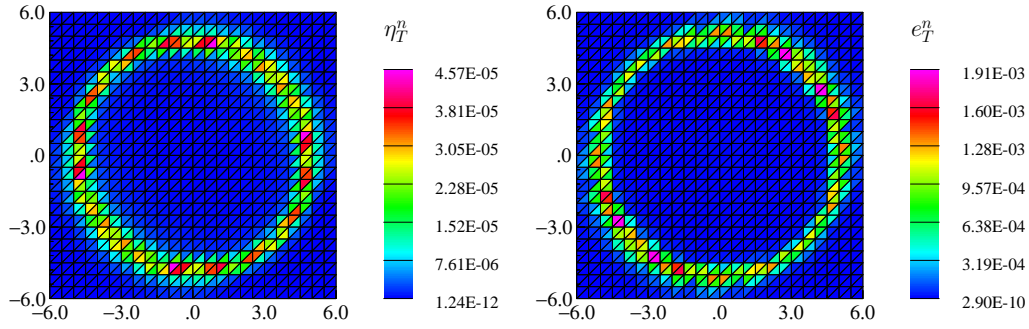 6.0
3.0
.0
−3.0
−6.0
−6.0 −3.0 .0 3.0 6.0
η_T^n
4.57E-05
3.81E-05
3.05E-05
2.28E-05
1.52E-05
7.61E-06
1.24E-12
6.0
3.0
.0
−3.0
−6.0
−6.0 −3.0 .0 3.0 6.0
e_T^n
1.91E-03
1.60E-03
1.28E-03
9.57E-04
6.38E-04
3.19E-04
2.90E-10